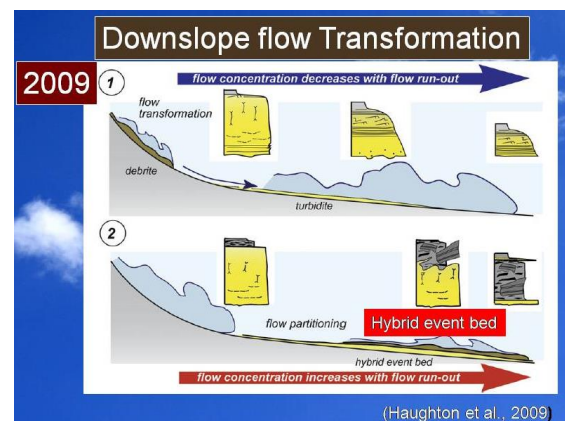 Downslope flow Transformation
2009
flow concentration decreases with flow run-out
1
flow
transformation
debrite
turbidite
2
flow partitioning
Hybrid event bed
hybrid event bed
flow concentration increases with flow run-out
(Haughton et al., 2009)